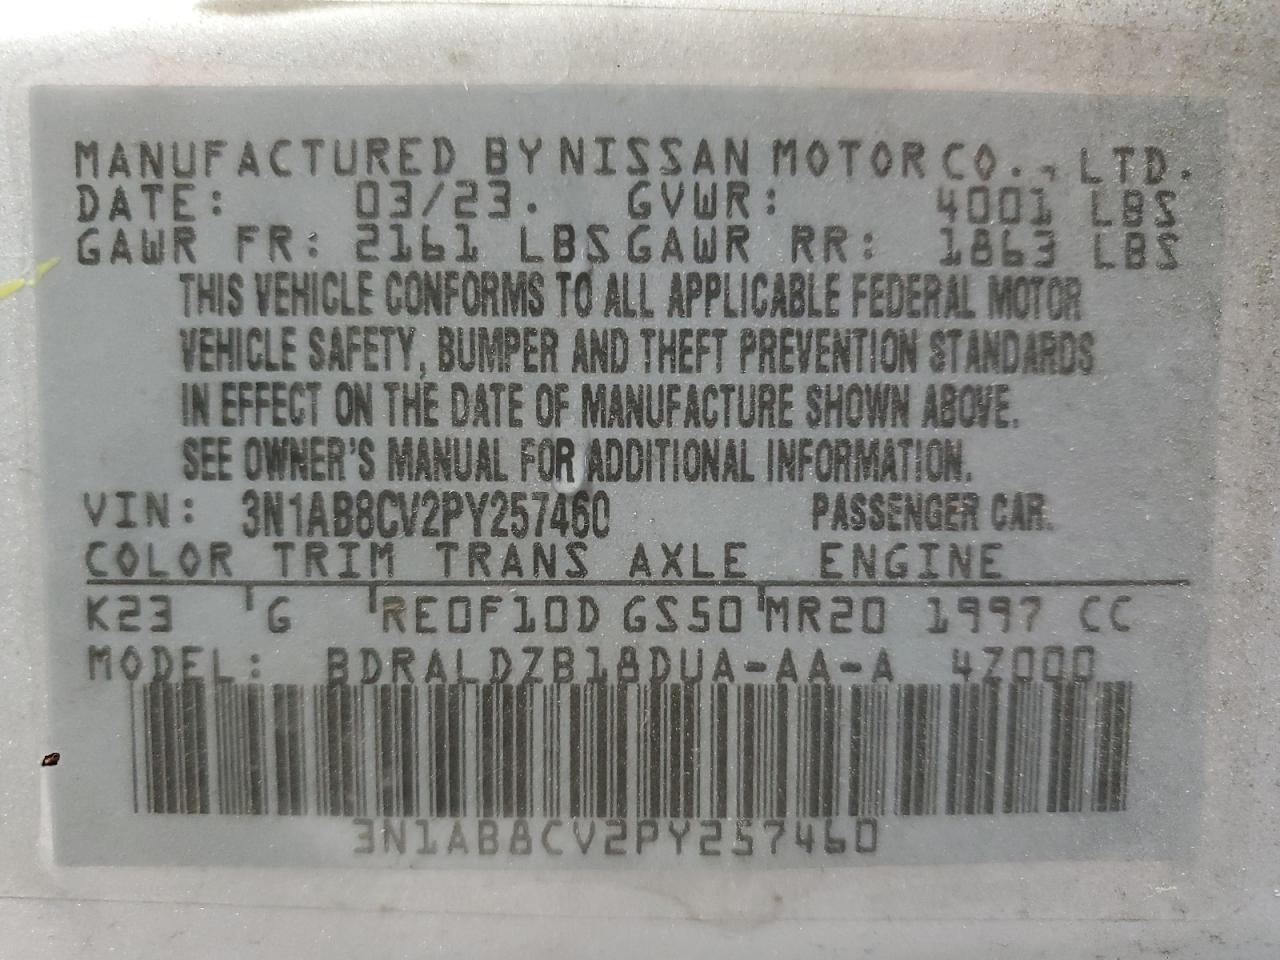 MANUFACTURED BY NISSAN MOTOR CO., LTD.
DATE: 03/23. GVWR: 4001 LBS
GAWR FR: 2161 LBS GAWR RR: 1863 LBS
THIS VEHICLE CONFORMS TO ALL APPLICABLE FEDERAL MOTOR
VEHICLE SAFETY, BUMPER AND THEFT PREVENTION STANDARDS
IN EFFECT ON THE DATE OF MANUFACTURE SHOWN ABOVE.
SEE OWNER'S MANUAL FOR ADDITIONAL INFORMATION.
VIN: 3N1AB8CV2PY257460 PASSENGER CAR.
COLOR TRIM TRANS AXLE ENGINE
K23 G RE0F10D GS50 MR20 1997 CC
MODEL: BDRALDZB18DUA-AA-A 4Z000
3N1AB8CV2PY257460